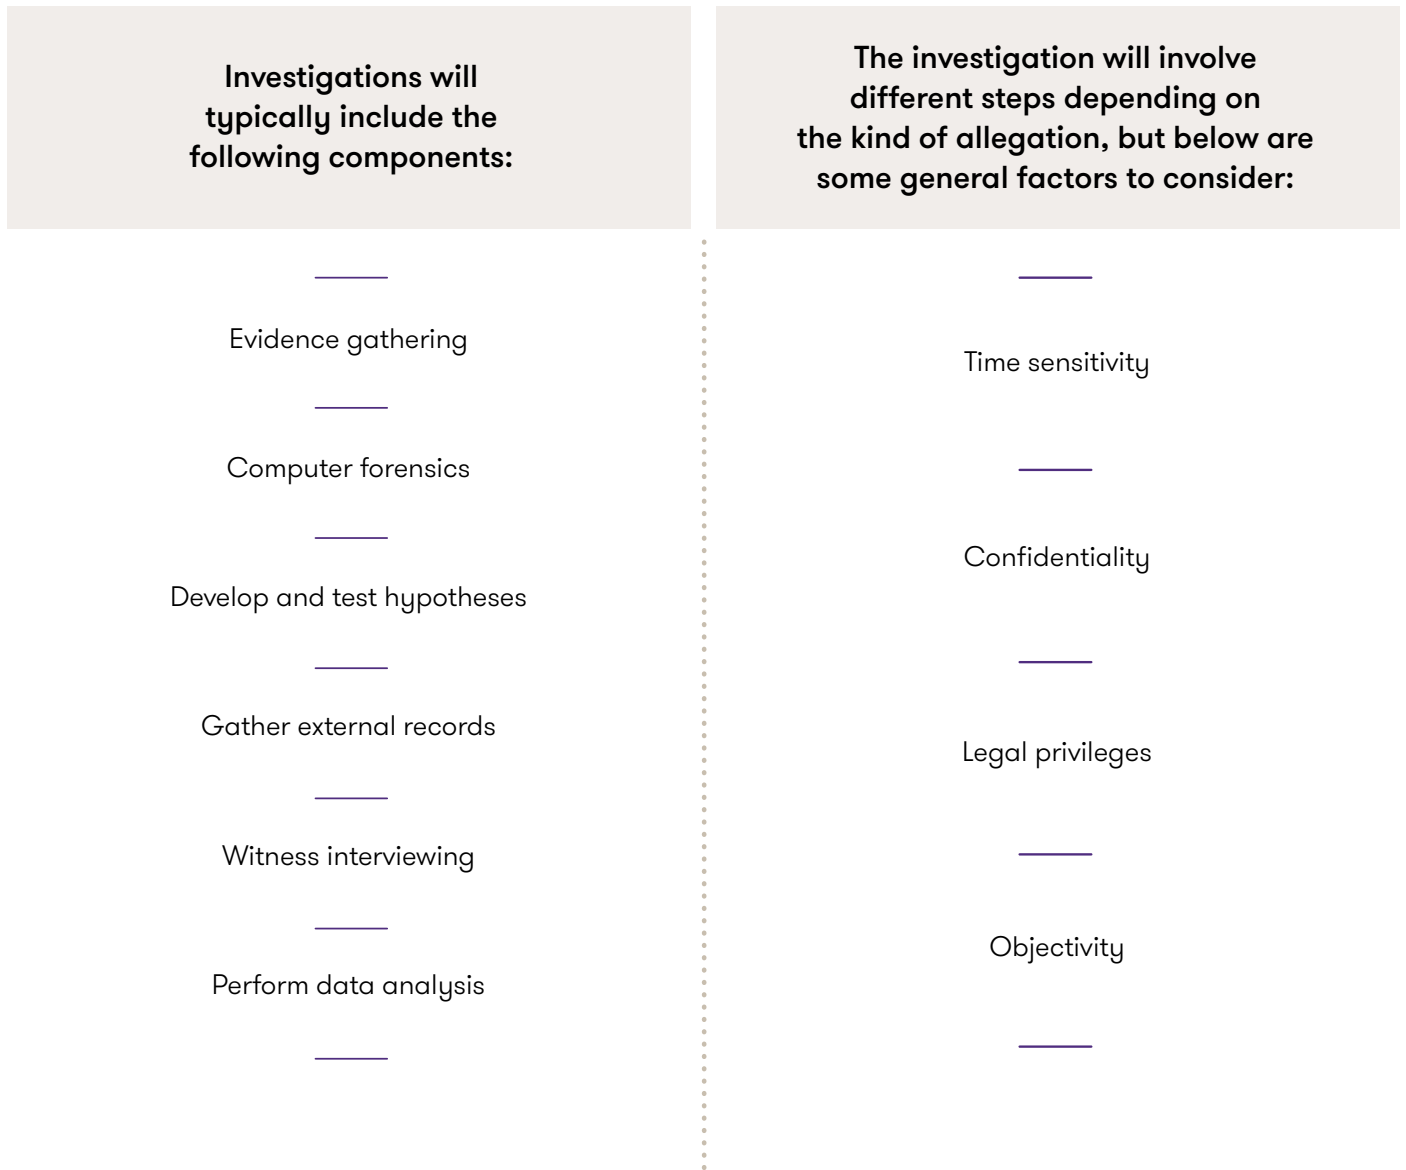 Investigations will
typically include the
following components:
Evidence gathering
Computer forensics
Develop and test hypotheses
Gather external records
Witness interviewing
Perform data analysis
The investigation will involve
different steps depending on
the kind of allegation, but below are
some general factors to consider:
Time sensitivity
Confidentiality
Legal privileges
Objectivity